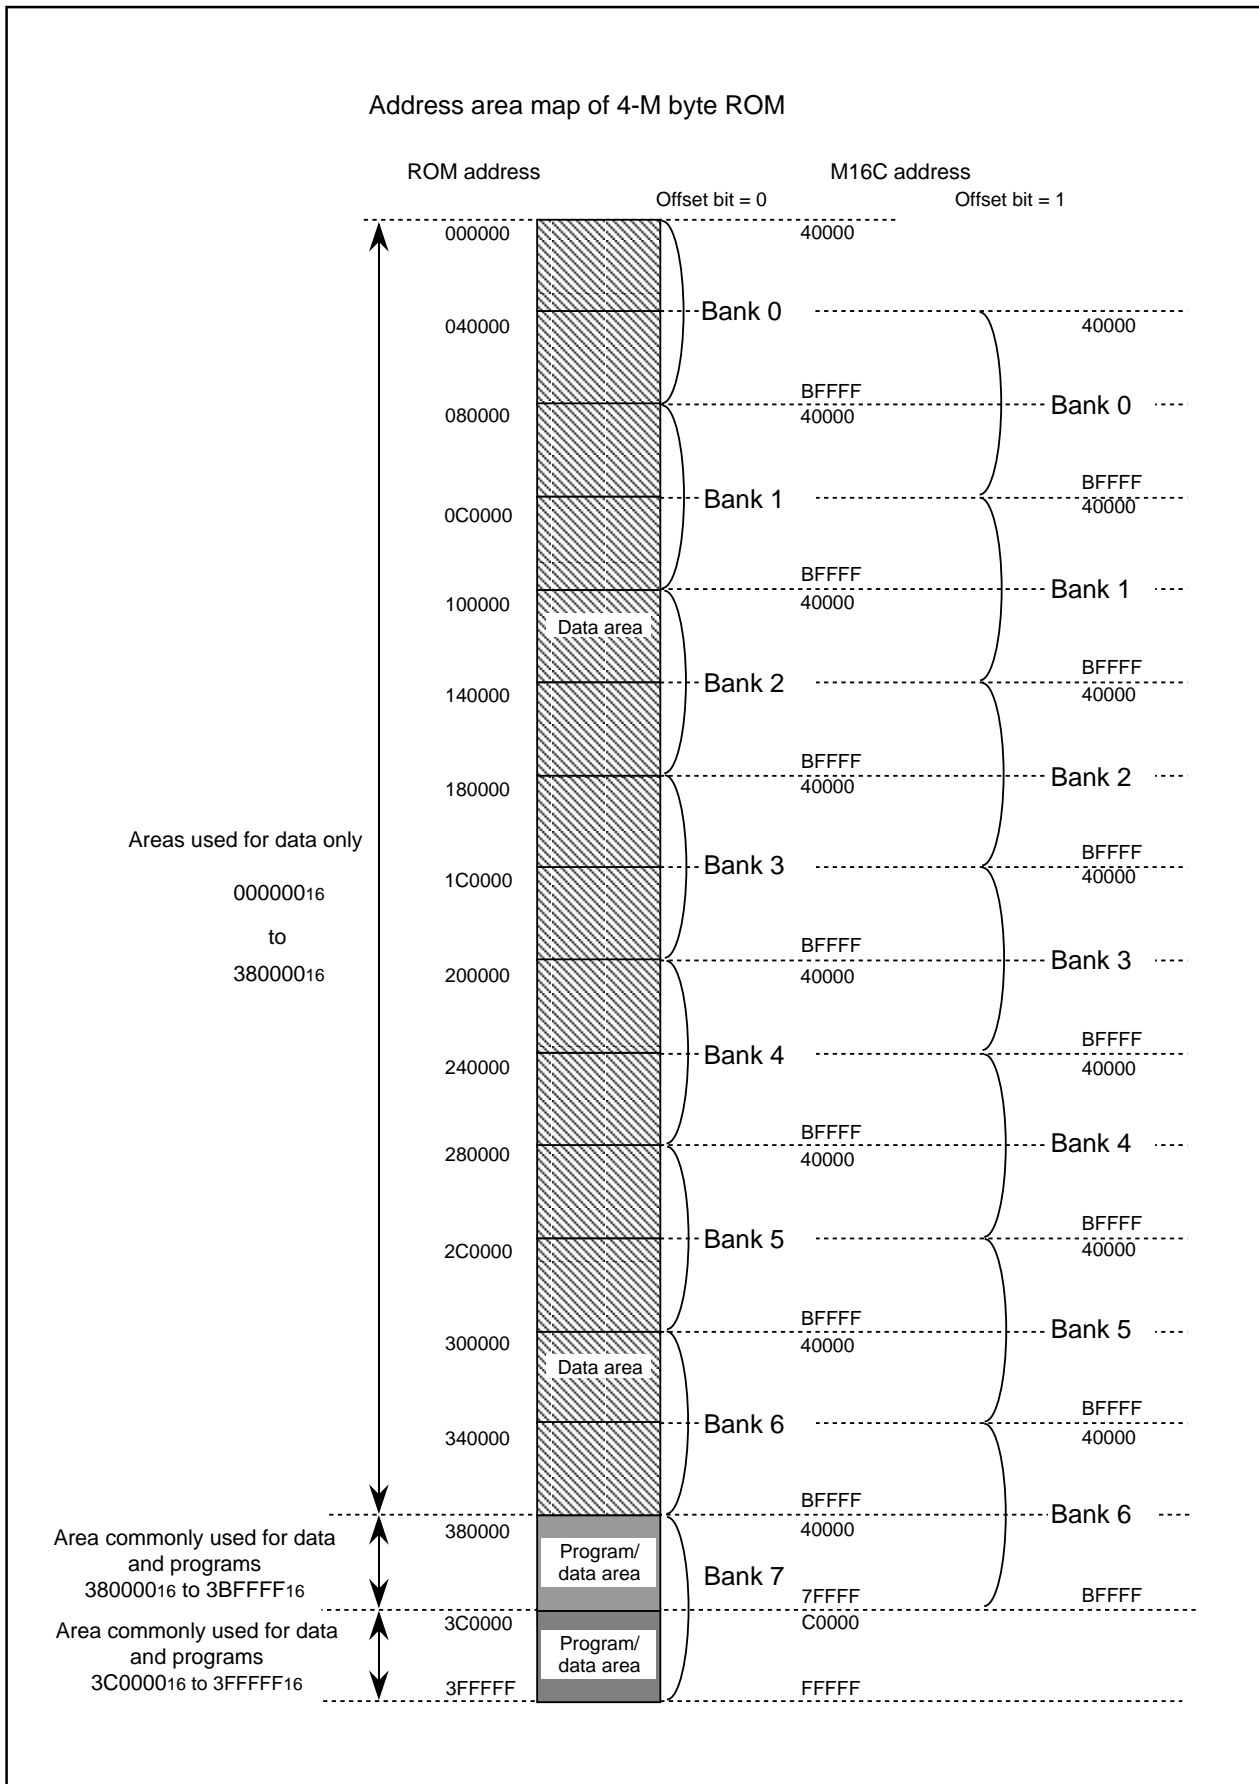 Address area map of 4-M byte ROM
ROM address
M16C address
Offset bit = 0
Offset bit = 1
000000
40000
Bank 0
040000
40000
BFFFF
080000
40000
Bank 0
Bank 1
BFFFF
0C0000
40000
BFFFF
100000
40000
Bank 1
Data area
Bank 2
BFFFF
140000
40000
BFFFF
180000
40000
Bank 2
Areas used for data only
Bank 3
BFFFF
1C0000
40000
00000016
to
BFFFF
38000016
200000
40000
Bank 3
Bank 4
BFFFF
240000
40000
BFFFF
280000
40000
Bank 4
Bank 5
BFFFF
2C0000
40000
BFFFF
300000
40000
Bank 5
Data area
Bank 6
BFFFF
340000
40000
BFFFF
380000
40000
Bank 6
Area commonly used for data
and programs
38000016 to 3BFFFF16
Program/
data area
Bank 7
7FFFF
BFFFF
3C0000
C0000
Area commonly used for data
and programs
3C000016 to 3FFFFF16
Program/
data area
3FFFFF
FFFFF